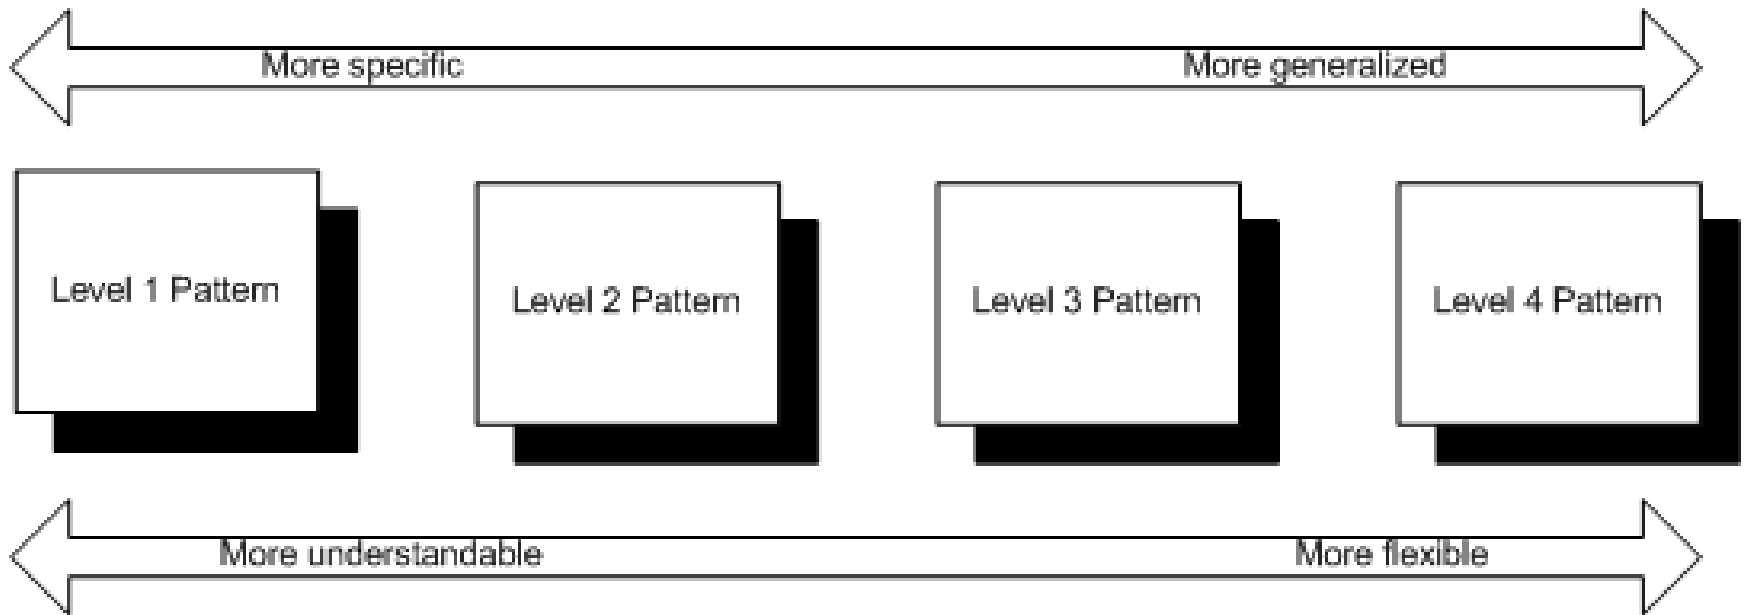 More specific
More generalized
Level 1 Pattern
Level 2 Pattern
Level 3 Pattern
Level 4 Pattern
More understandable
More flexible